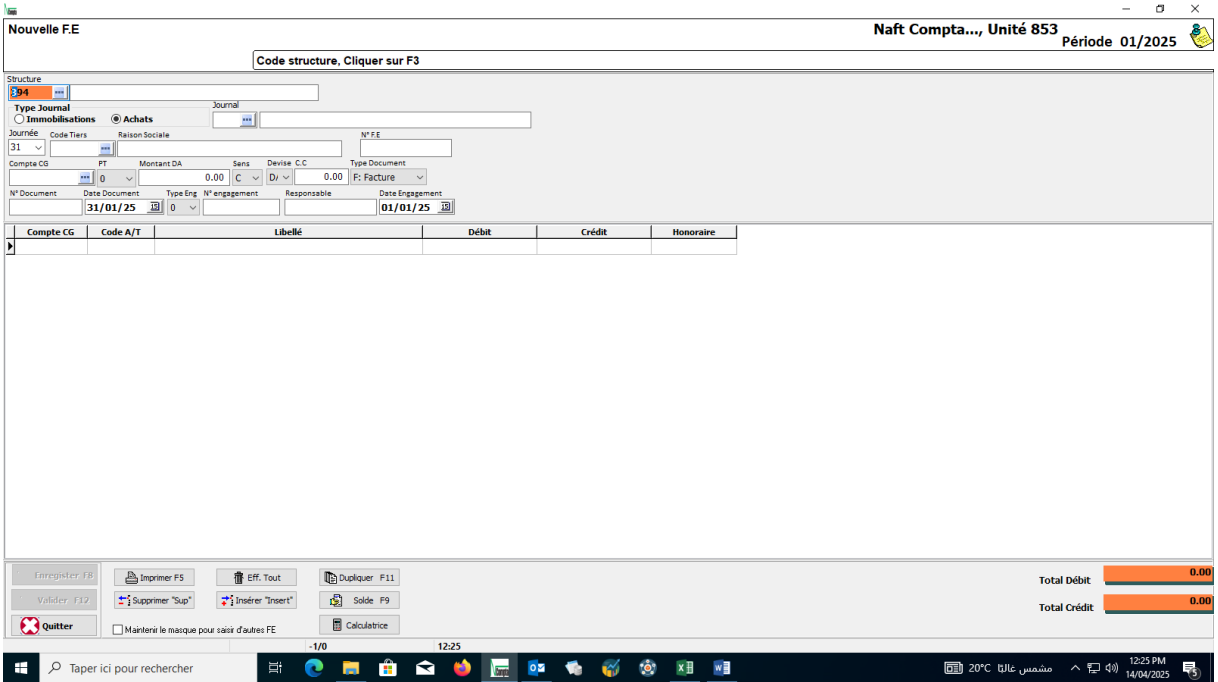 Nouvelle F.E
Naft Compta..., Unité 853
Période 01/2025
Code structure, Cliquer sur F3
Structure
394
Type Journal
Journal
Immobilisations
Achats
Journée
Code Tiers
Raison Sociale
N° F.E
31
Compte CG
PT
Montant DA
Sens
Devise
C.C
Type Document
0
0.00
C
D/
0.00
F: Facture
N° Document
Date Document
Type Eng
N° engagement
Responsable
Date Engagement
31/01/25
15
0
01/01/25
15
Compte CG
Code A/T
Libellé
Débit
Crédit
Honoraire
Enregister F8
Imprimer F5
Eff. Tout
Dupliquer F11
Total Débit
0.00
Valider F12
Supprimer "Sup"
Insérer "Insert"
Solde F9
Total Crédit
0.00
Quitter
Maintenir le masque pour saisir d'autres FE
Calculatrice
-1/0
12:25
Taper ici pour rechercher
20°C مشمس غالبًا
12:25 PM
14/04/2025
5